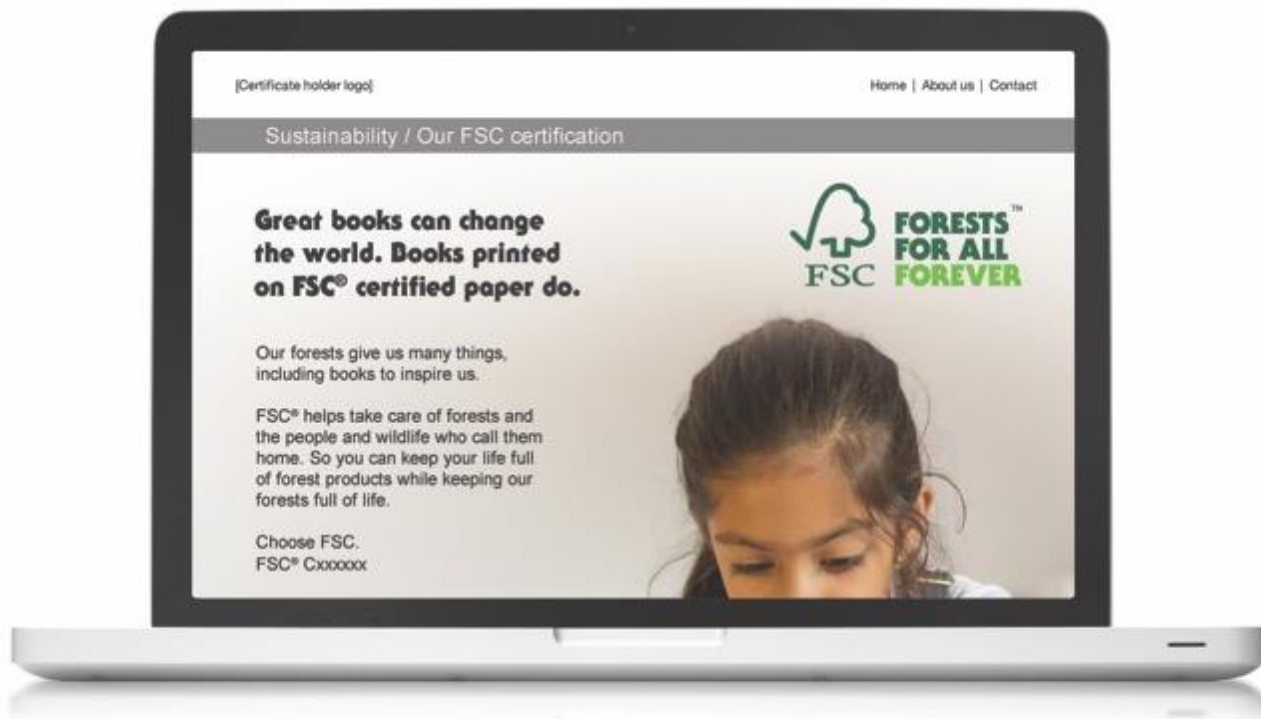 [Certificate holder logo]
Home | About us | Contact
Sustainability / Our FSC certification
Great books can change
the world. Books printed
on FSC® certified paper do.
FSC
FORESTS™
FOR ALL
FOREVER
Our forests give us many things,
including books to inspire us.
FSC® helps take care of forests and
the people and wildlife who call them
home. So you can keep your life full
of forest products while keeping our
forests full of life.
Choose FSC.
FSC® Cxxxxxx